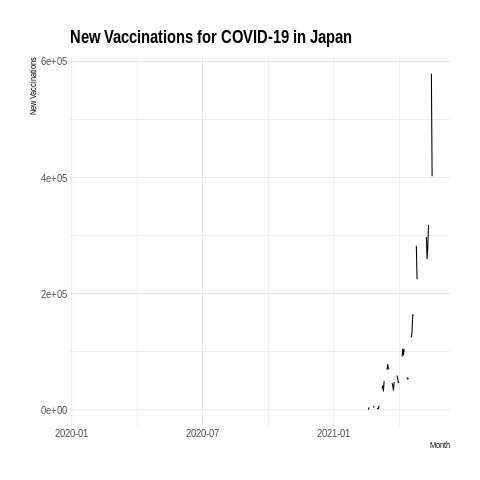 New Vaccinations for COVID-19 in Japan
New Vaccinations
6e+05
4e+05
2e+05
0e+00
2020-01 2020-07 2021-01
Month